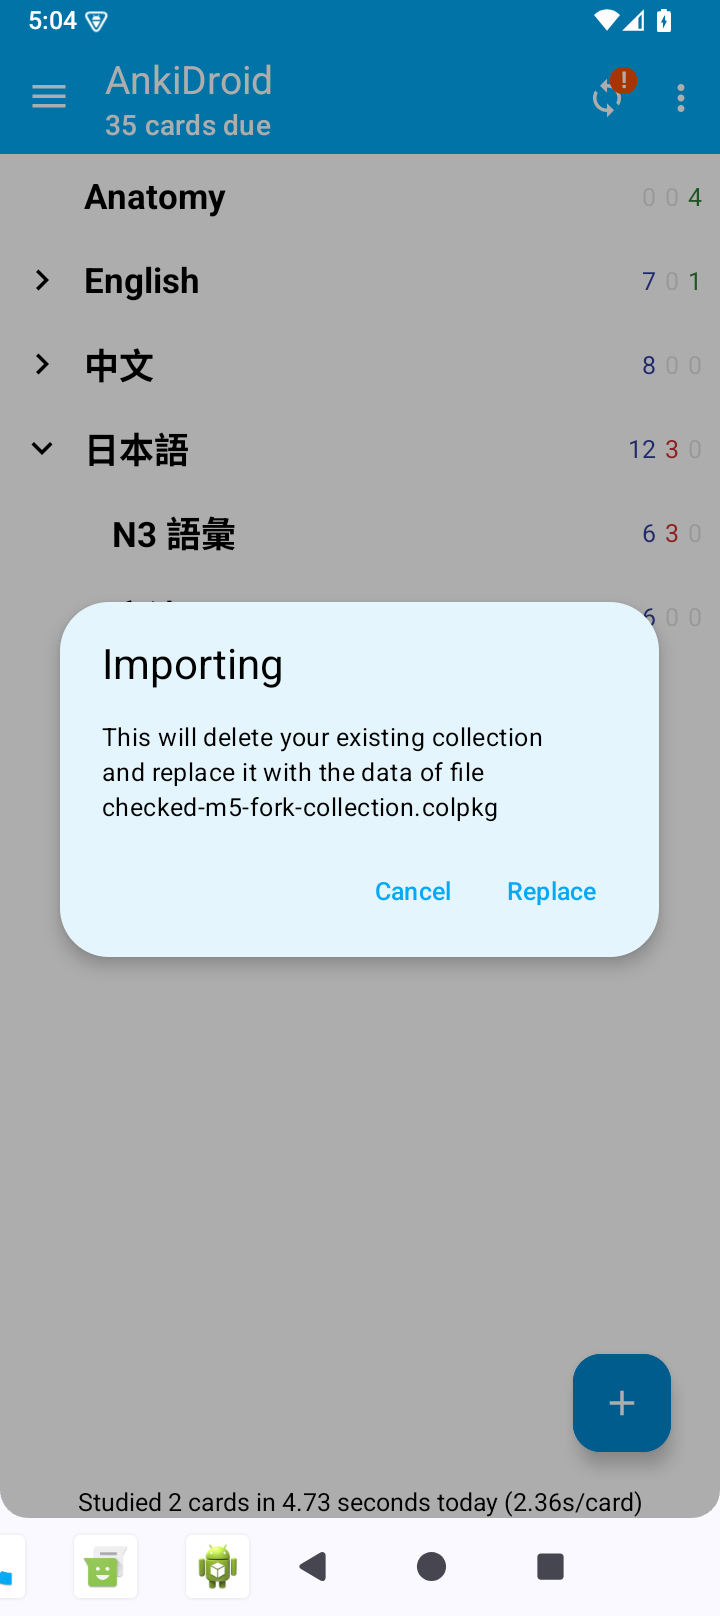 5:04
AnkiDroid
!
35 cards due
Anatomy 0 0 4
English 7 0 1
中文 8 0 0
日本語 12 3 0
N3 語彙 6 3 0
6 0 0
Importing
This will delete your existing collection
and replace it with the data of file
checked-m5-fork-collection.colpkg
Cancel Replace
Studied 2 cards in 4.73 seconds today (2.36s/card)